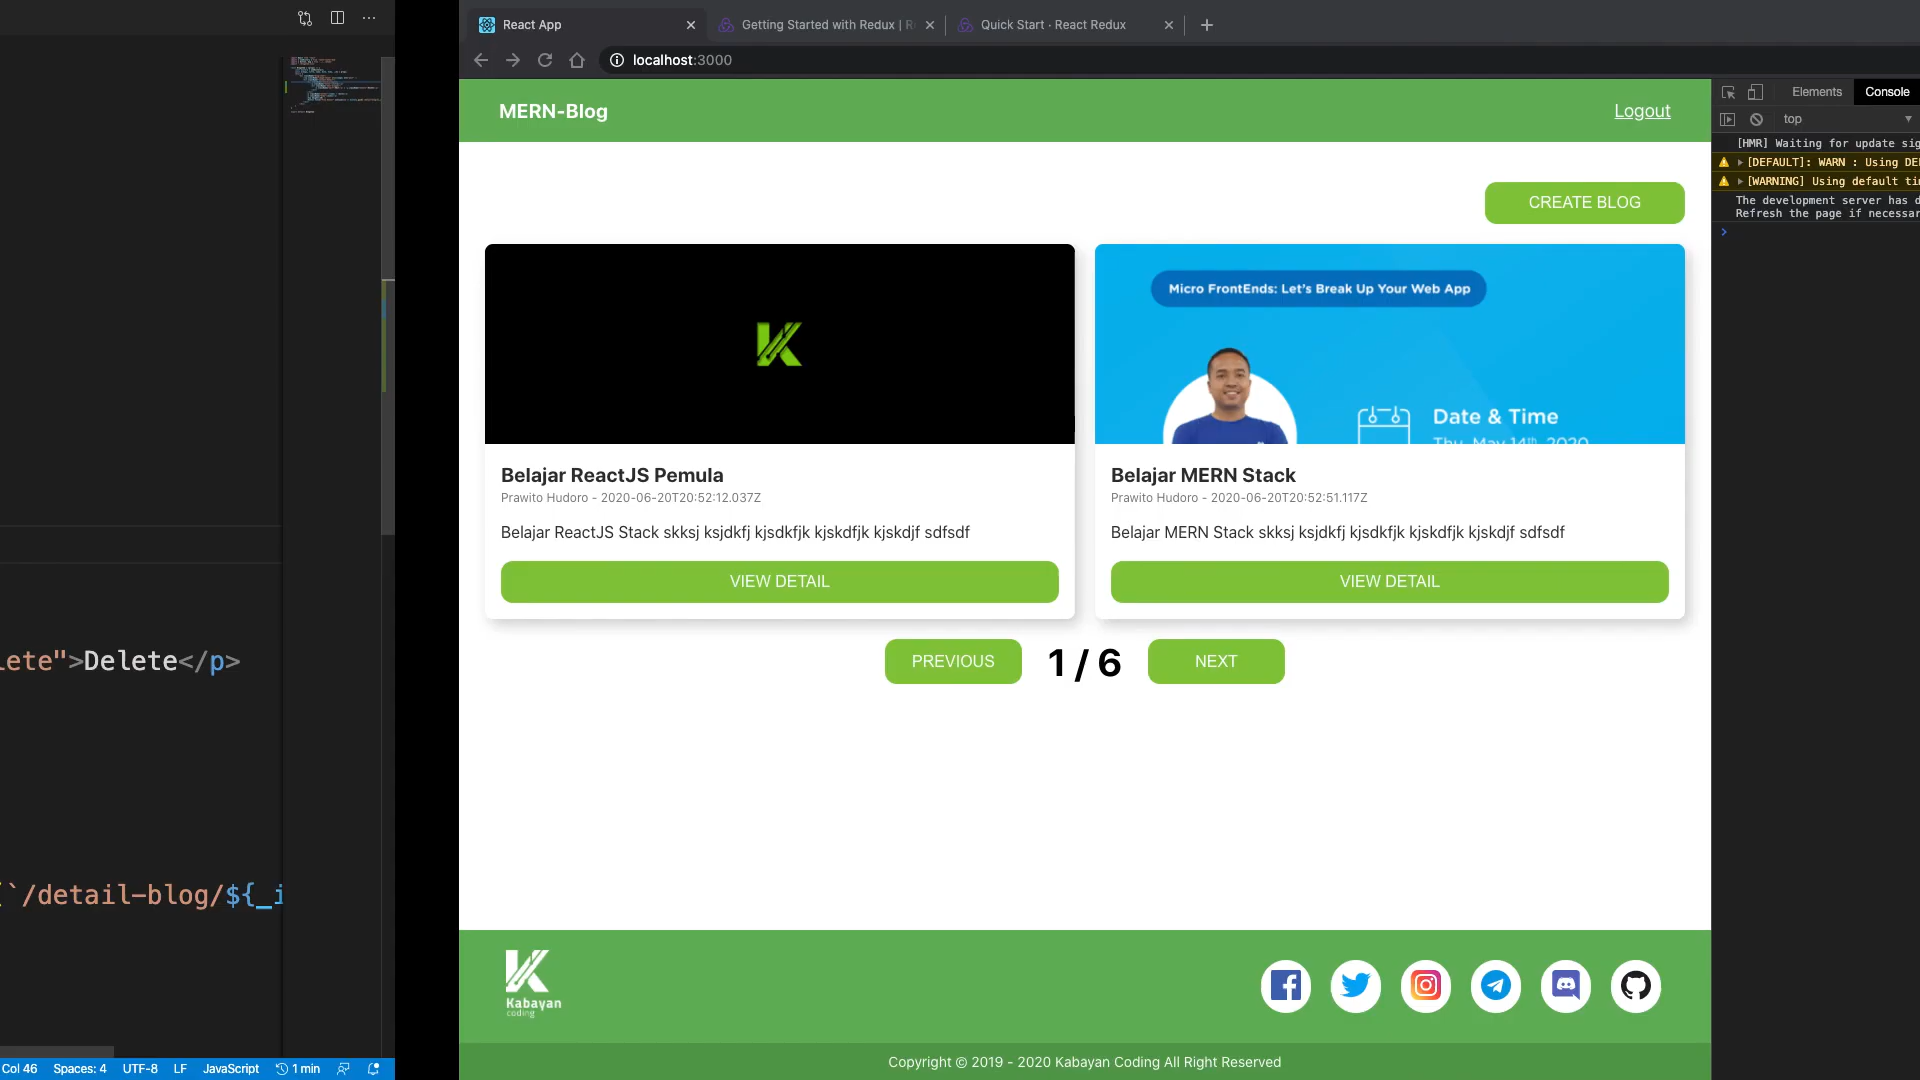 React App
Getting Started with Redux | R
Quick Start · React Redux
localhost:3000
MERN-Blog
Logout
Elements
Console
top
[HMR] Waiting for update sig
[DEFAULT]: WARN : Using DE
[WARNING] Using default ti
The development server has d
Refresh the page if necessar
CREATE BLOG
Micro FrontEnds: Let's Break Up Your Web App
Date & Time
Thu, May 14th, 2020
Belajar ReactJS Pemula
Prawito Hudoro - 2020-06-20T20:52:12.037Z
Belajar ReactJS Stack skksj ksjdkfj kjsdkfjk kjskdfjk kjskdjf sdfsdf
VIEW DETAIL
Belajar MERN Stack
Prawito Hudoro - 2020-06-20T20:52:51.117Z
Belajar MERN Stack skksj ksjdkfj kjsdkfjk kjskdfjk kjskdjf sdfsdf
VIEW DETAIL
PREVIOUS
1 / 6
NEXT
lete">Delete</p>
`/detail-blog/${_i
Kabayan
coding
Copyright © 2019 - 2020 Kabayan Coding All Right Reserved
Col 46
Spaces: 4
UTF-8
LF
JavaScript
1 min